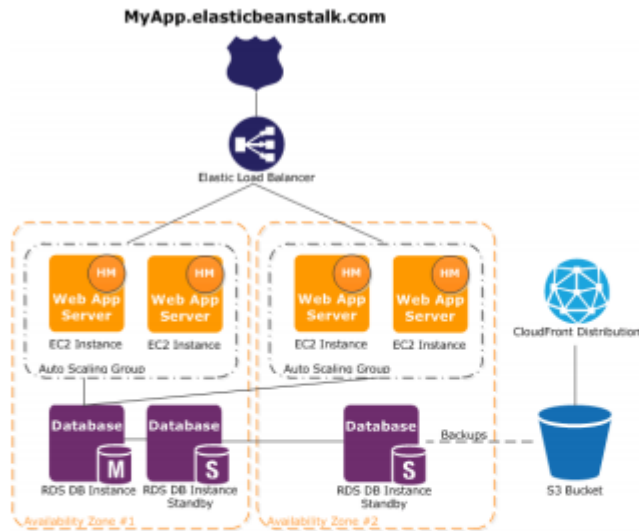 MyApp.elasticbeanstalk.com
Elastic Load Balancer
HM
Web App
Server
EC2 Instance
HM
Web App
Server
EC2 Instance
Auto Scaling Group
HM
Web App
Server
EC2 Instance
HM
Web App
Server
EC2 Instance
Auto Scaling Group
CloudFront Distribution
Database
M
RDS DB Instance
Database
S
RDS DB Instance
Standby
Database
S
RDS DB Instance
Standby
Backups
S3 Bucket
Availability Zone #1
Availability Zone #2